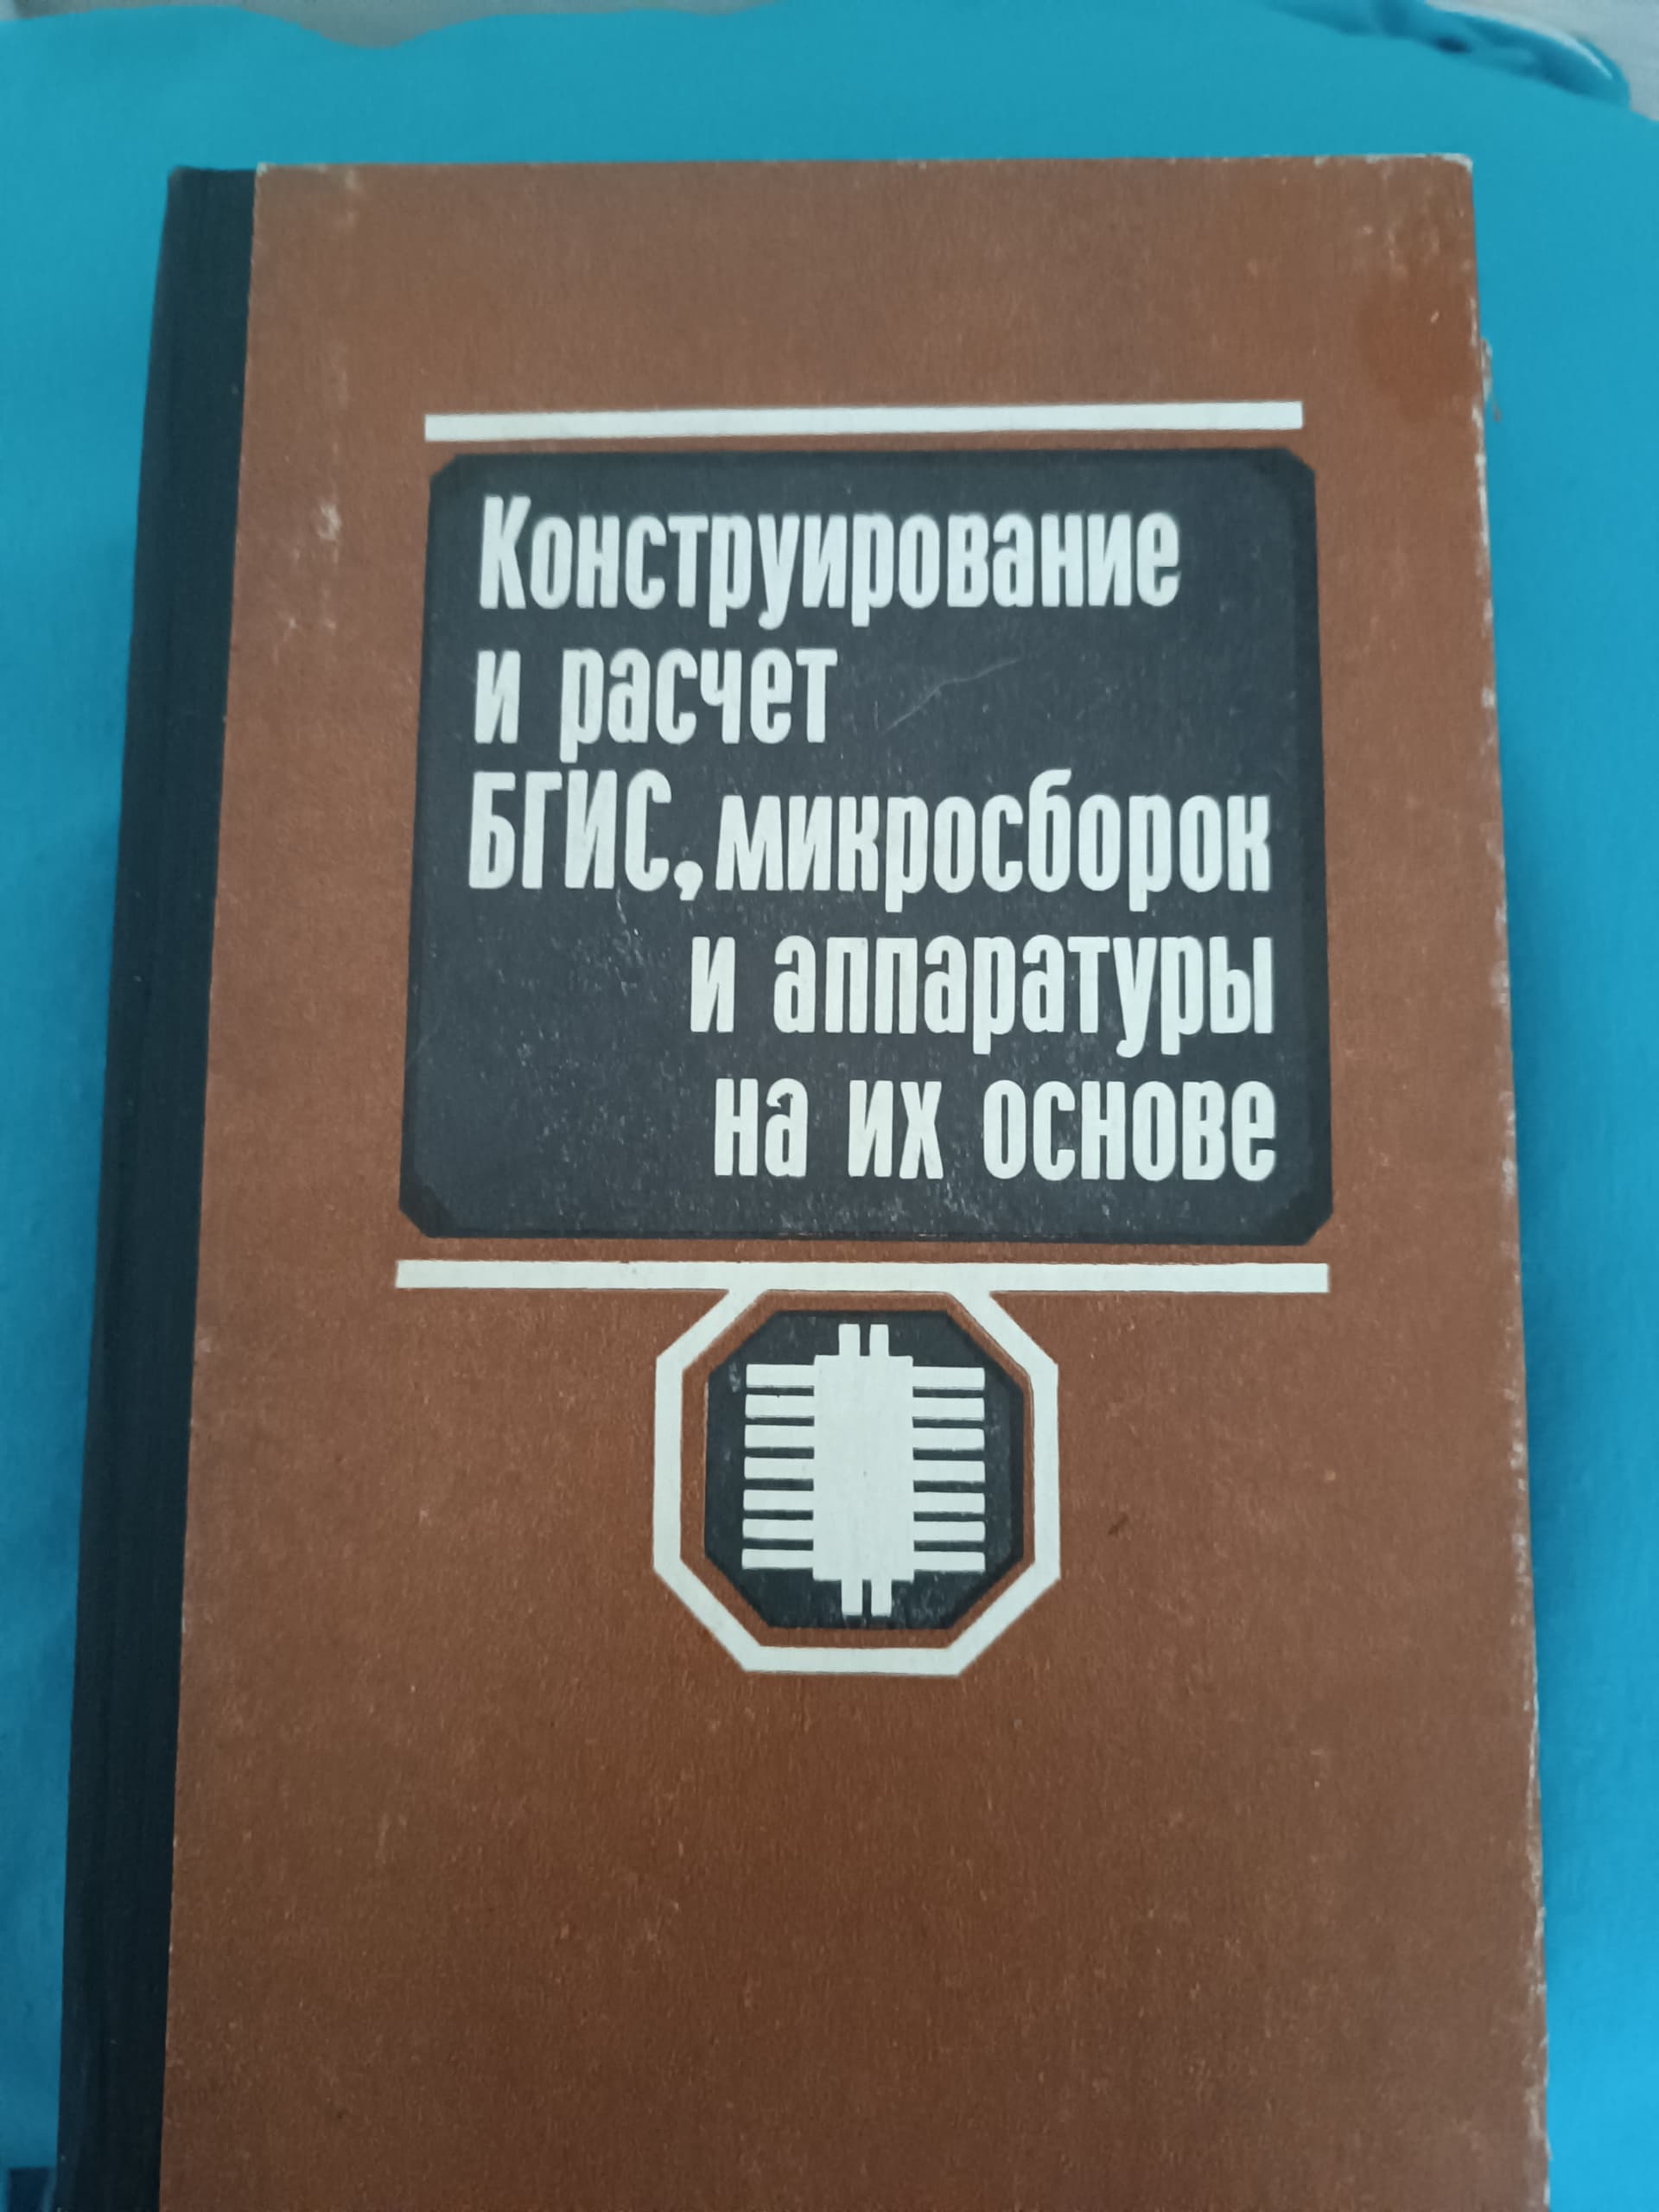 Конструирование
и расчет
БГИС, микросборок
и аппаратуры
на их основе